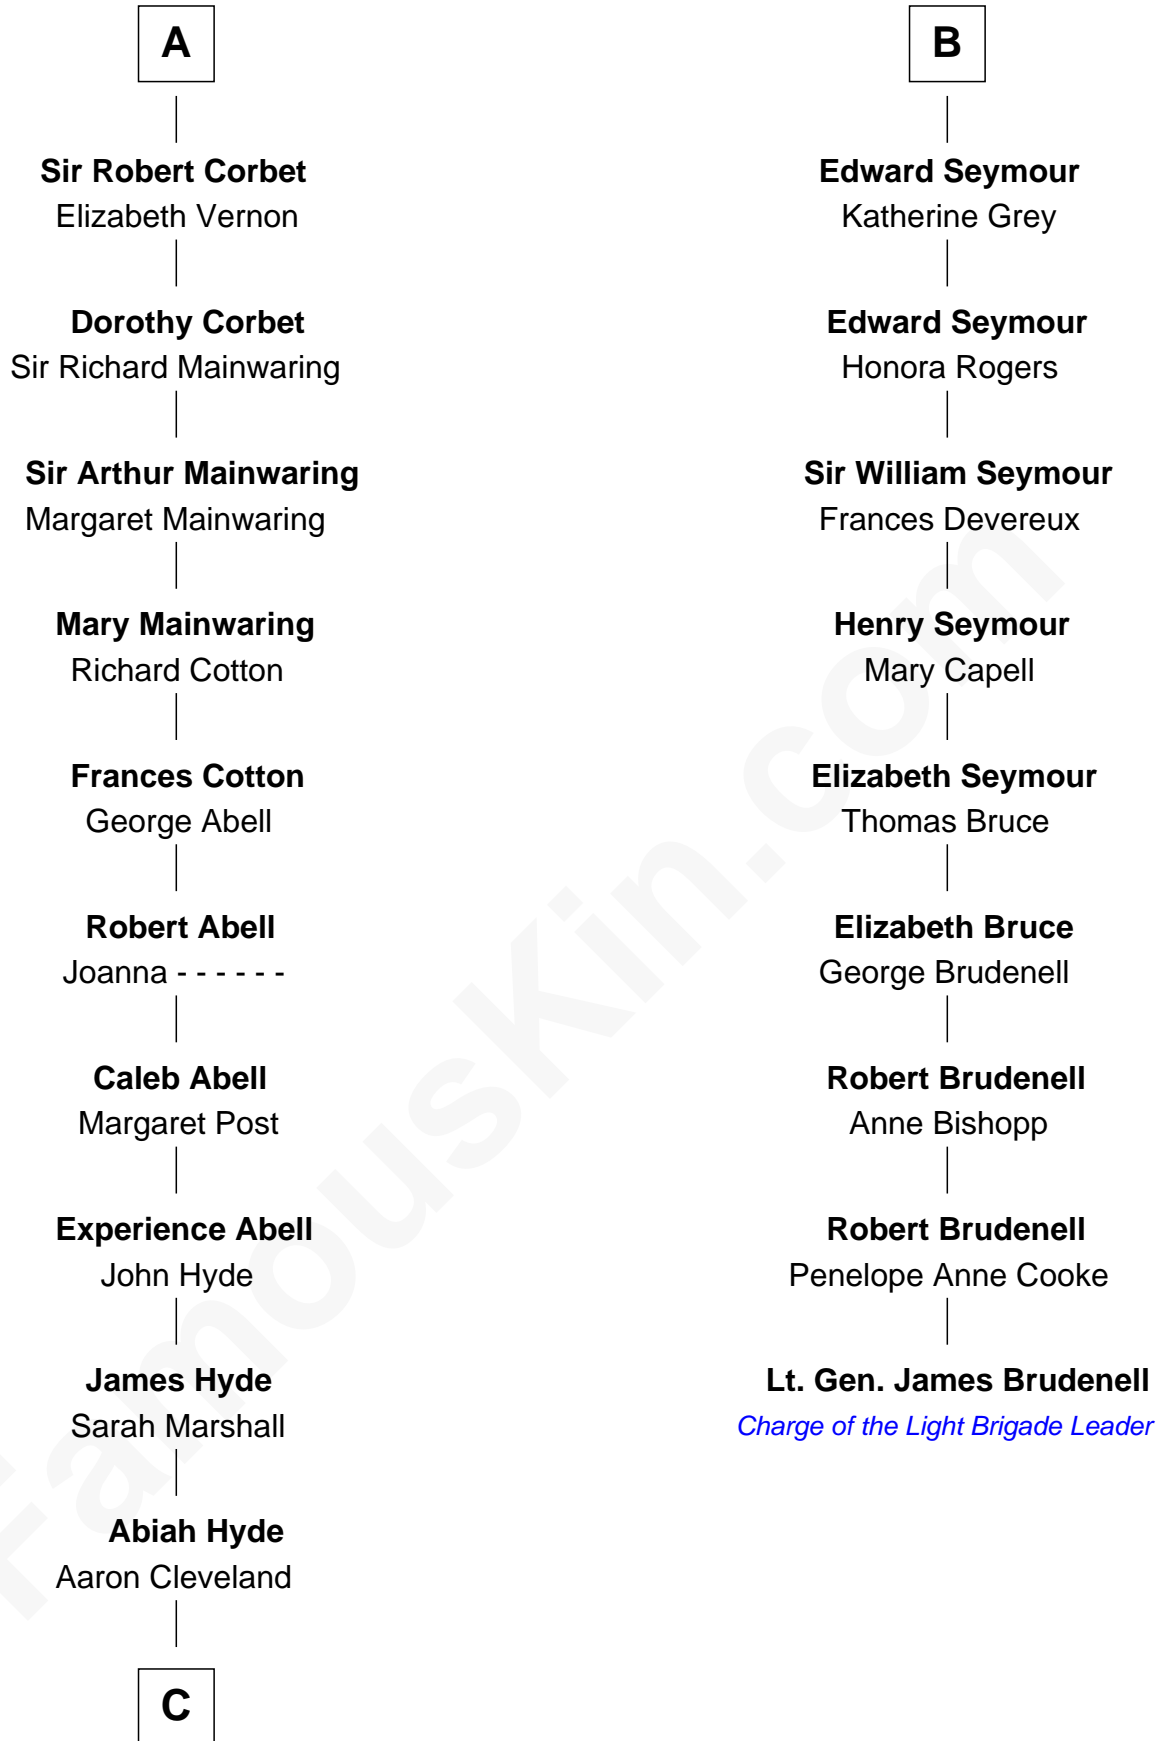 A
Sir Robert Corbet
Elizabeth Vernon
Dorothy Corbet
Sir Richard Mainwaring
Sir Arthur Mainwaring
Margaret Mainwaring
Mary Mainwaring
Richard Cotton
Frances Cotton
George Abell
Robert Abell
Joanna - - - - - -
Caleb Abell
Margaret Post
Experience Abell
John Hyde
James Hyde
Sarah Marshall
Abiah Hyde
Aaron Cleveland
C
B
Edward Seymour
Katherine Grey
Edward Seymour
Honora Rogers
Sir William Seymour
Frances Devereux
Henry Seymour
Mary Capell
Elizabeth Seymour
Thomas Bruce
Elizabeth Bruce
George Brudenell
Robert Brudenell
Anne Bishopp
Robert Brudenell
Penelope Anne Cooke
Lt. Gen. James Brudenell
Charge of the Light Brigade Leader
FamousKin.com